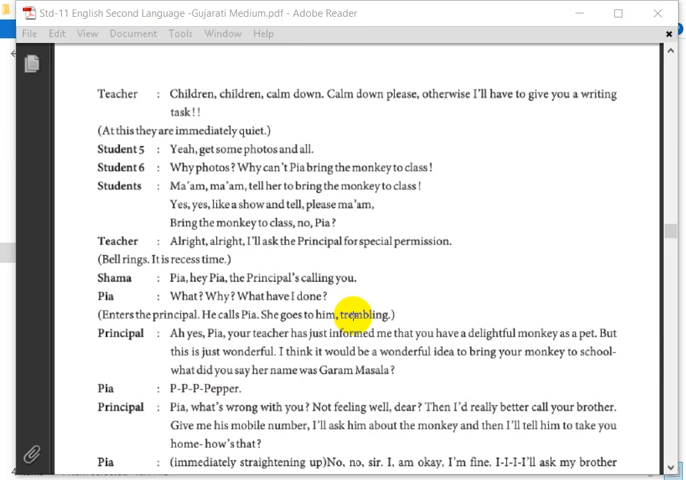 Std-11 English Second Language -Gujarati Medium.pdf - Adobe Reader
File Edit View Document Tools Window Help
Teacher : Children, children, calm down. Calm down please, otherwise I'll have to give you a writing
task!!
(At this they are immediately quiet.)
Student 5 : Yeah, get some photos and all.
Student 6 : Why photos? Why can't Pia bring the monkey to class!
Students : Ma'am, ma'am, tell her to bring the monkey to class!
Yes, yes, like a show and tell, please ma'am,
Bring the monkey to class, no, Pia?
Teacher : Alright, alright, I'll ask the Principal for special permission.
(Bell rings. It is recess time.)
Shama : Pia, hey Pia, the Principal's calling you.
Pia : What? Why? What have I done?
(Enters the principal. He calls Pia. She goes to him, trembling.)
Principal : Ah yes, Pia, your teacher has just informed me that you have a delightful monkey as a pet. But
this is just wonderful. I think it would be a wonderful idea to bring your monkey to school-
what did you say her name was Garam Masala?
Pia : P-P-P-Pepper.
Principal : Pia, what's wrong with you? Not feeling well, dear? Then I'd really better call your brother.
Give me his mobile number, I'll ask him about the monkey and then I'll tell him to take you
home- how's that?
Pia : (immediately straightening up)No, no, sir. I, am okay, I'm fine. I-I-I-I'll ask my brother